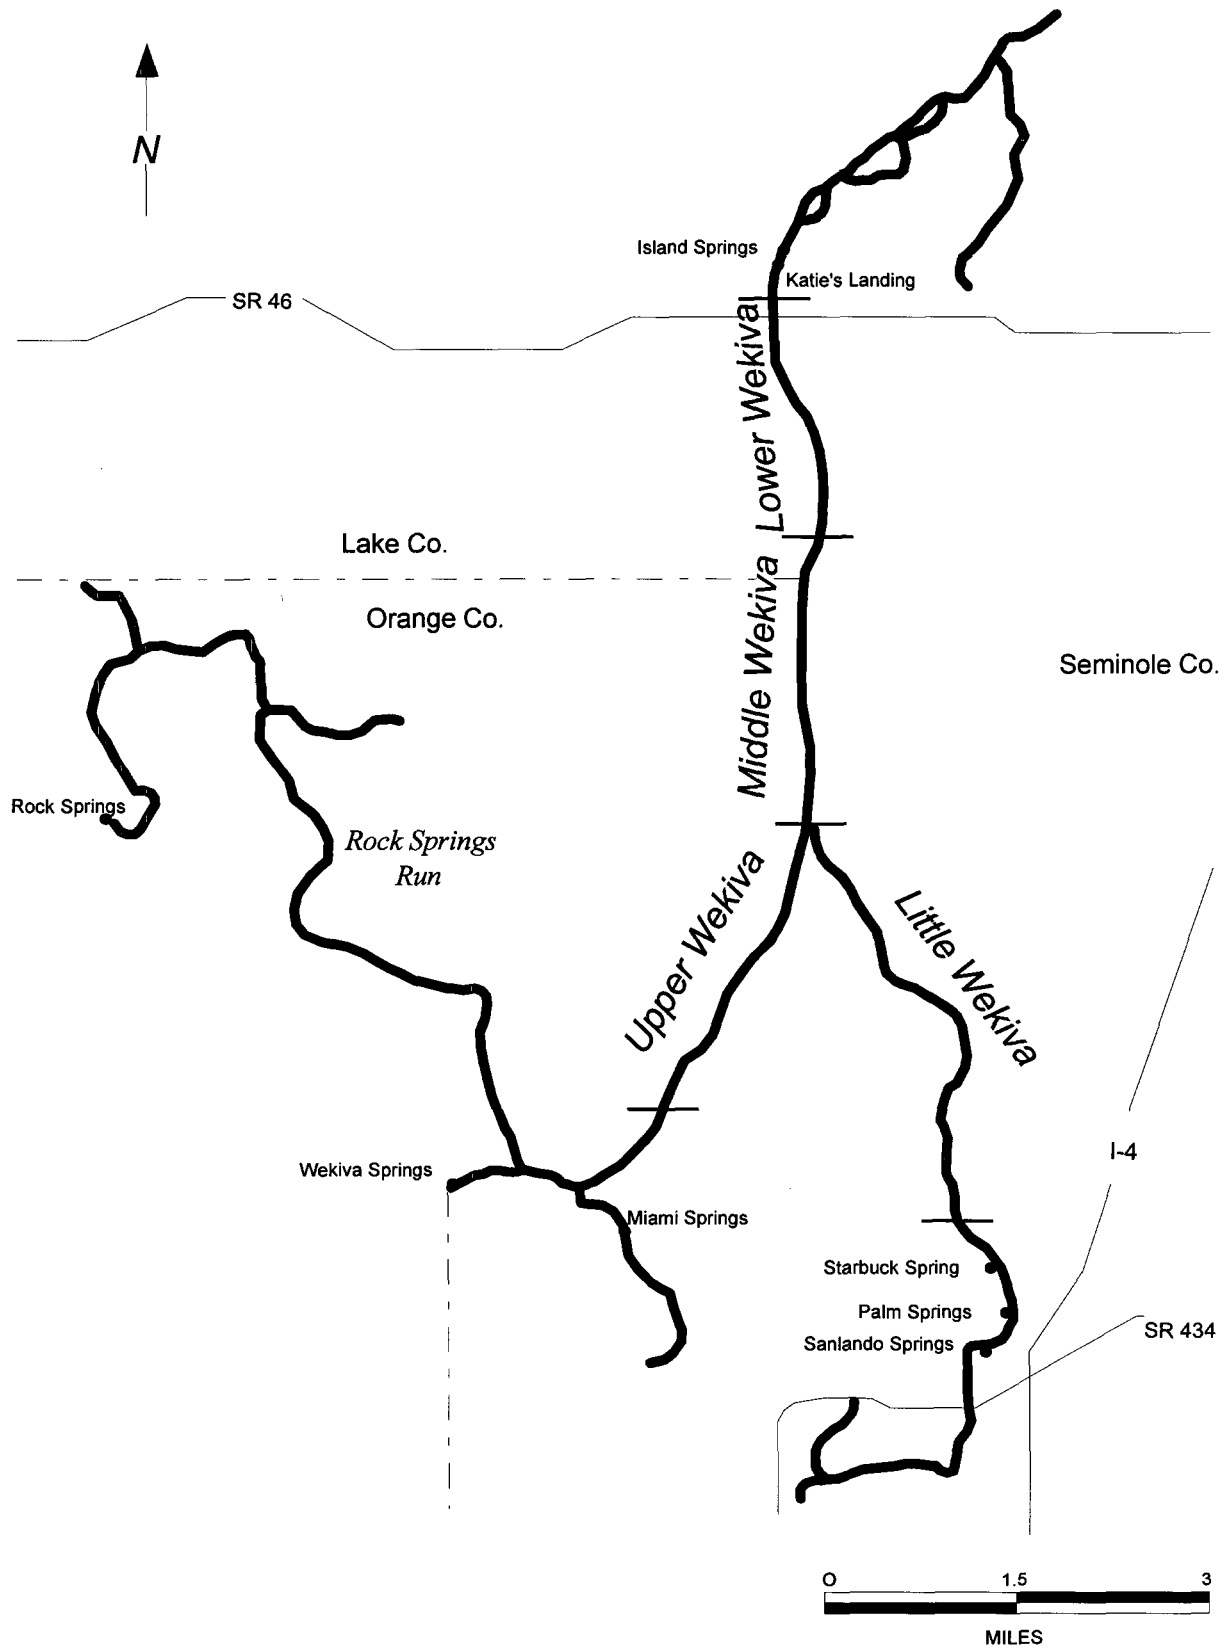 N
Island Springs
Katie's Landing
SR 46
Lower Wekiva
Lake Co.
Middle Wekiva
Orange Co.
Seminole Co.
Rock Springs
Rock Springs
Run
Upper Wekiva
Little Wekiva
I-4
Wekiva Springs
Miami Springs
Starbuck Spring
Palm Springs
SR 434
Sanlando Springs
O 1.5 3
MILES